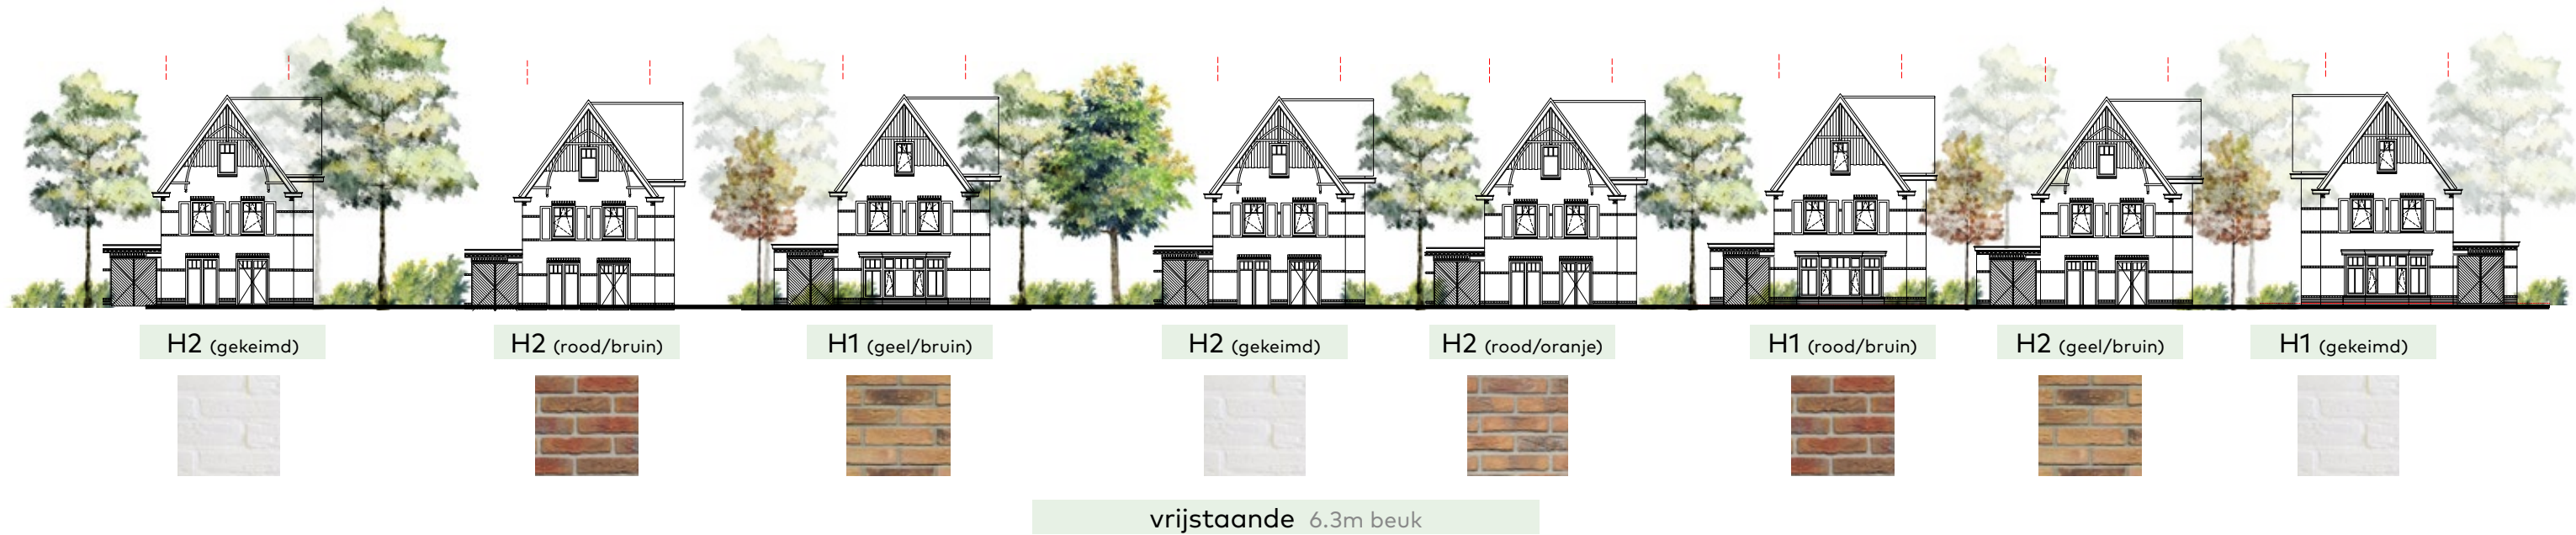 H2 (gekeimd)
H2 (rood/bruin)
H1 (geel/bruin)
H2 (gekeimd)
H2 (rood/oranje)
H1 (rood/bruin)
H2 (geel/bruin)
H1 (gekeimd)
vrijstaande 6.3m beuk